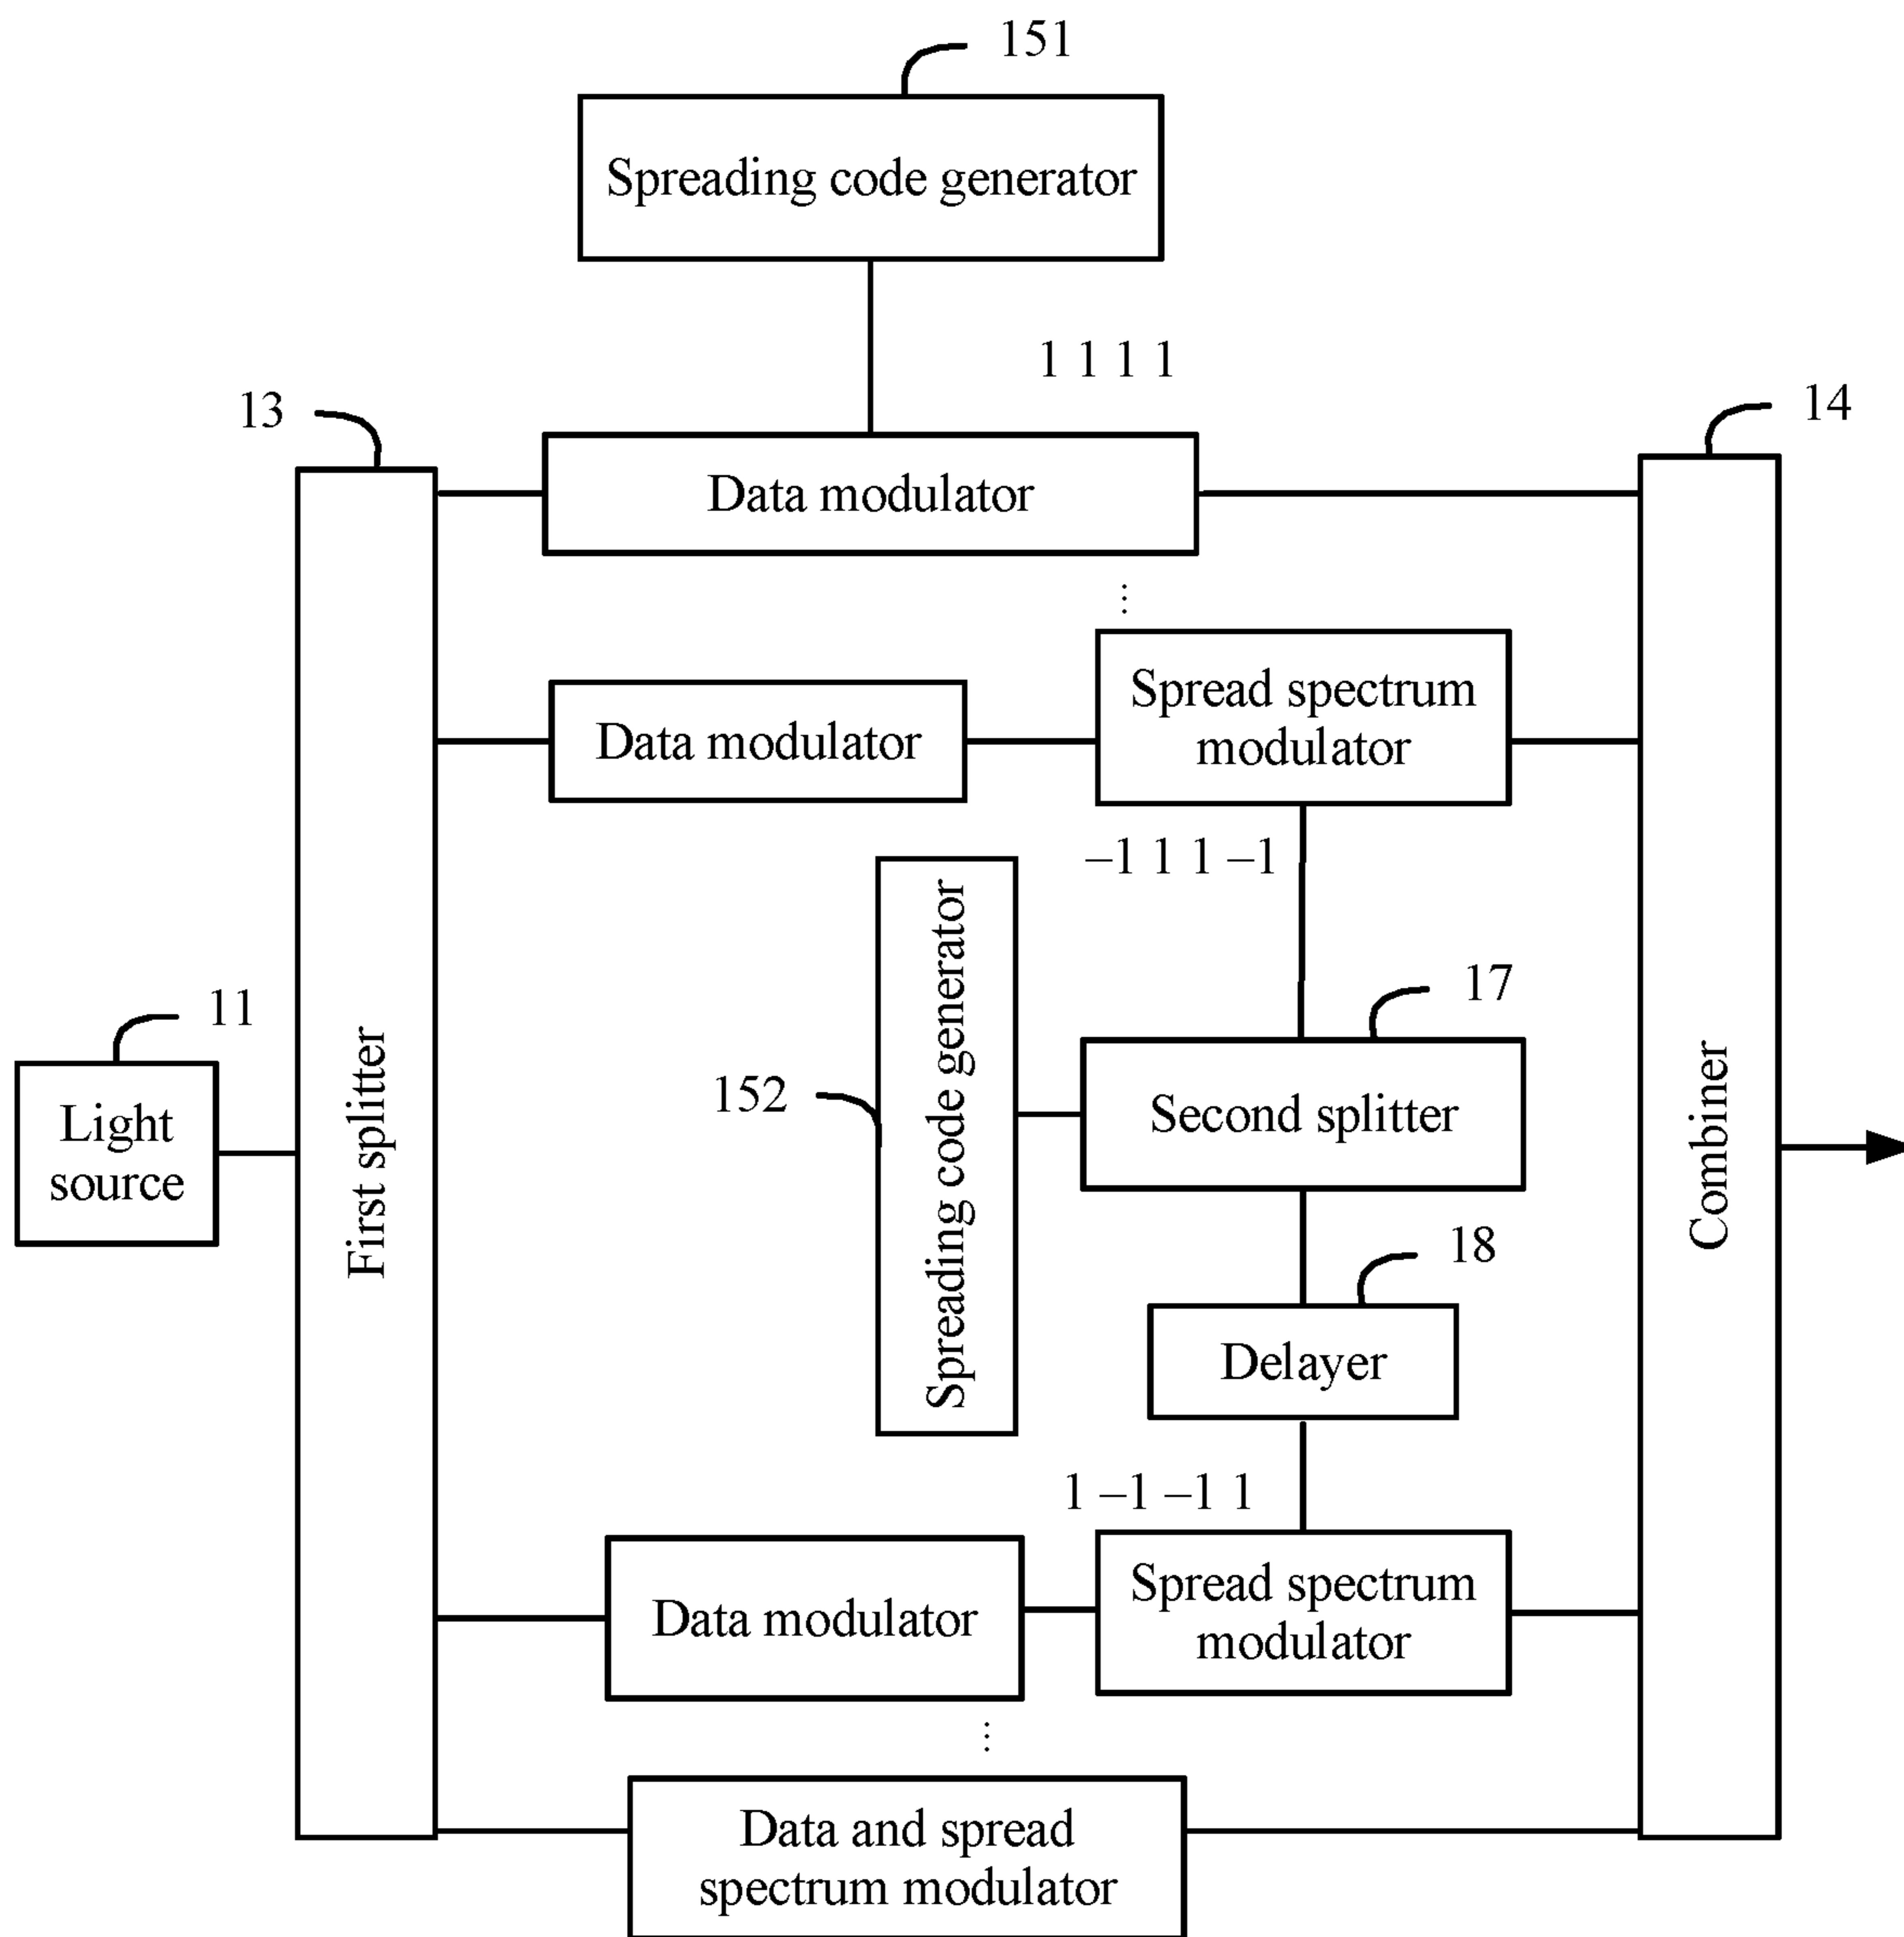 151
Spreading code generator
1 1 1 1
13
14
Data modulator
⋮
Spread spectrum
modulator
Data modulator
–1 1 1 –1
Spreading code generator
17
11
152
Second splitter
Light
source
First splitter
Combiner
18
Delayer
1 –1 –1 1
Data modulator
Spread spectrum
modulator
⋮
Data and spread
spectrum modulator